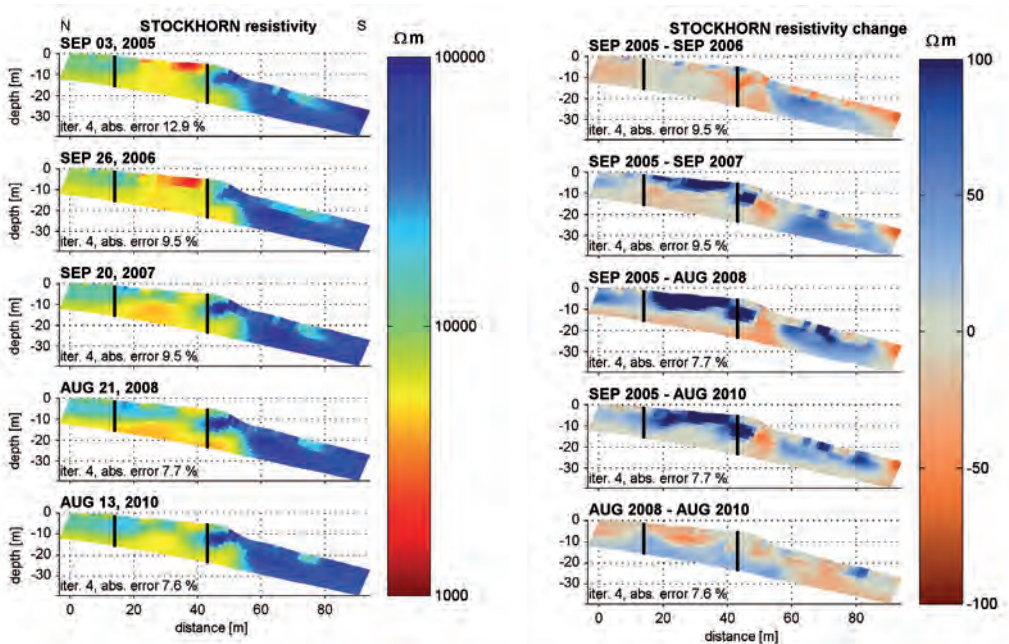 N STOCKHORN resistivity S
Ωm
SEP 03, 2005
0
-10
-20
-30
depth [m]
iter. 4, abs. error 12.9 %
SEP 26, 2006
0
-10
-20
-30
depth [m]
iter. 4, abs. error 9.5 %
SEP 20, 2007
0
-10
-20
-30
depth [m]
iter. 4, abs. error 9.5 %
AUG 21, 2008
0
-10
-20
-30
depth [m]
iter. 4, abs. error 7.7 %
AUG 13, 2010
0
-10
-20
-30
depth [m]
iter. 4, abs. error 7.6 %
0 20 40 60 80
distance [m]
100000
10000
1000
STOCKHORN resistivity change
Ωm
SEP 2005 - SEP 2006
0
-10
-20
-30
iter. 4, abs. error 9.5 %
SEP 2005 - SEP 2007
0
-10
-20
-30
iter. 4, abs. error 9.5 %
SEP 2005 - AUG 2008
0
-10
-20
-30
iter. 4, abs. error 7.7 %
SEP 2005 - AUG 2010
0
-10
-20
-30
iter. 4, abs. error 7.7 %
AUG 2008 - AUG 2010
0
-10
-20
-30
iter. 4, abs. error 7.6 %
0 20 40 60 80
distance [m]
100
50
0
-50
-100